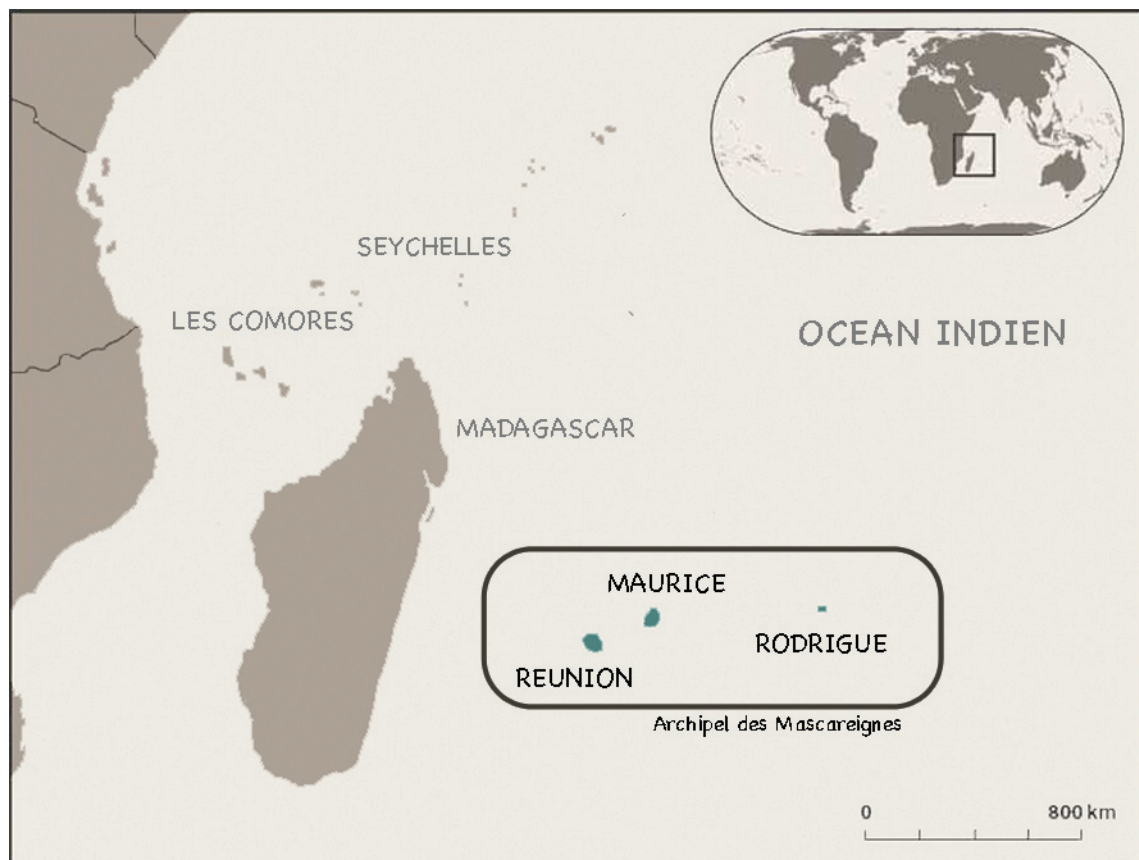 SEYCHELLES
LES COMORES
OCEAN INDIEN
MADAGASCAR
MAURICE
RODRIGUE
REUNION
Archipel des Mascareignes
0 800 km